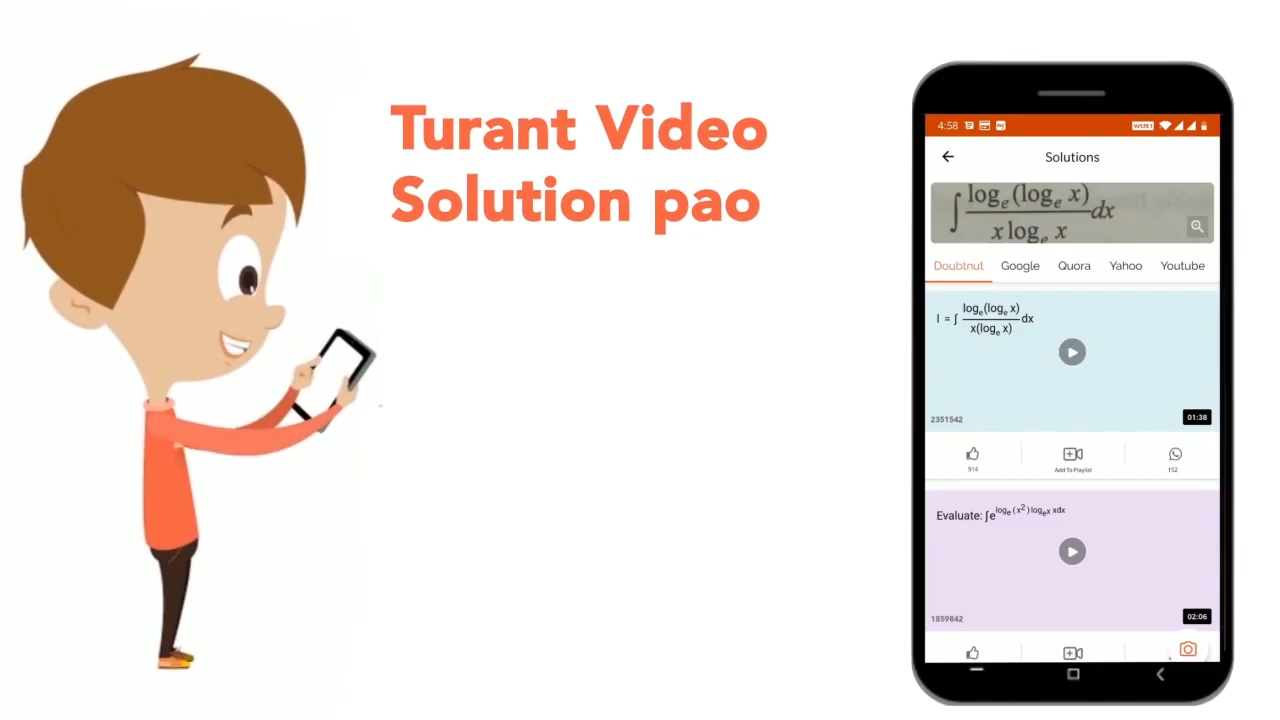 Turant Video
Solution pao
4:58
Solutions
∫ logₑ(logₑ x) / x logₑ x dx
Doubtnut Google Quora Yahoo Youtube
I = ∫ logₑ(logₑ x) / x(logₑ x) dx
2351542 01:38
914 Add To Playlist 152
Evaluate: ∫e^logₑ(x²)logₑx xdx
1859842 02:06